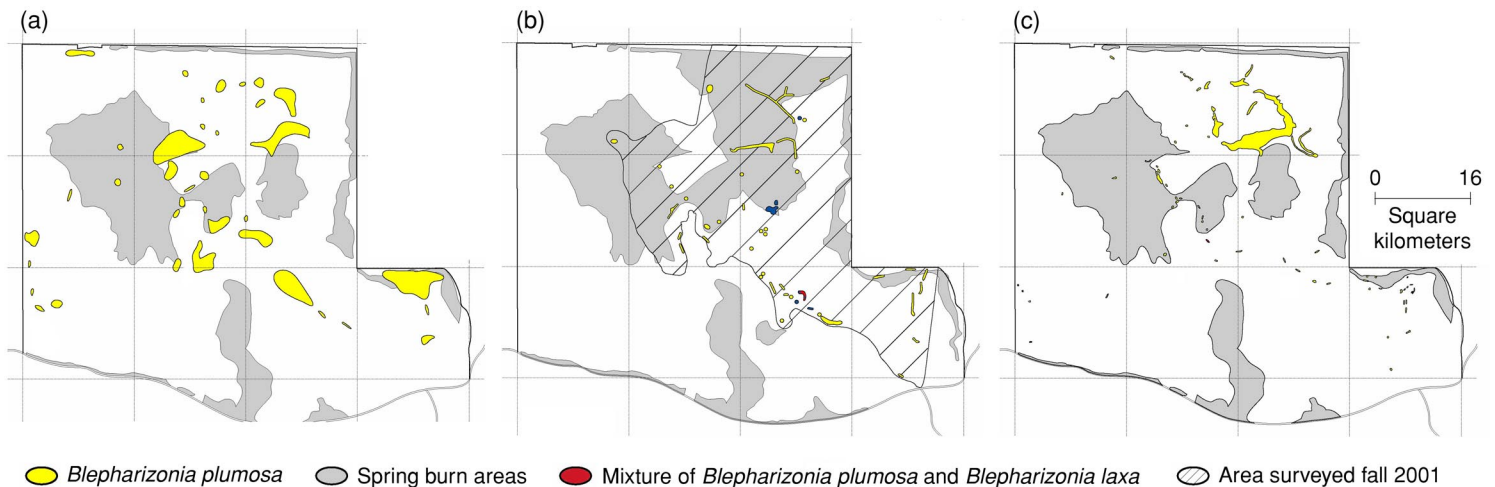 (a)
(b)
(c)
0 16
Square
kilometers
Blepharizonia plumosa
Spring burn areas
Mixture of Blepharizonia plumosa and Blepharizonia laxa
Area surveyed fall 2001